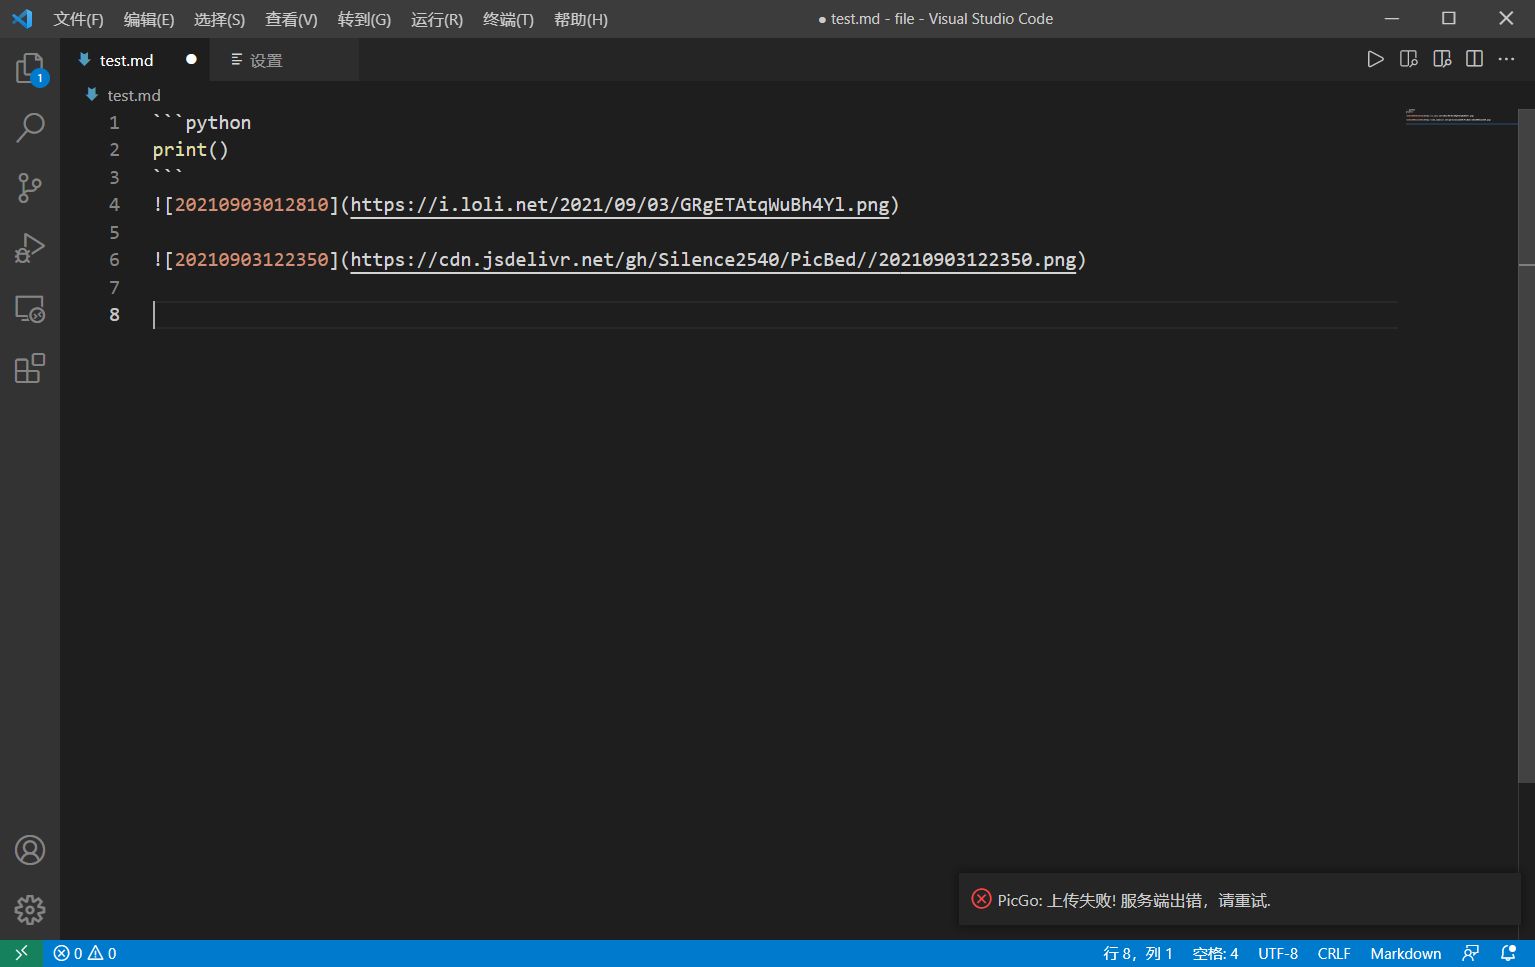 文件(F) 编辑(E) 选择(S) 查看(V) 转到(G) 运行(R) 终端(T) 帮助(H) ● test.md - file - Visual Studio Code
1
test.md ● 设置
test.md
1 ```python
2 print()
3 ```
4 ![20210903012810](https://i.loli.net/2021/09/03/GRgETAtqWuBh4Yl.png)
5
6 ![20210903122350](https://cdn.jsdelivr.net/gh/Silence2540/PicBed//20210903122350.png)
7
8
PicGo: 上传失败! 服务端出错，请重试.
0 0 行 8，列 1 空格: 4 UTF-8 CRLF Markdown